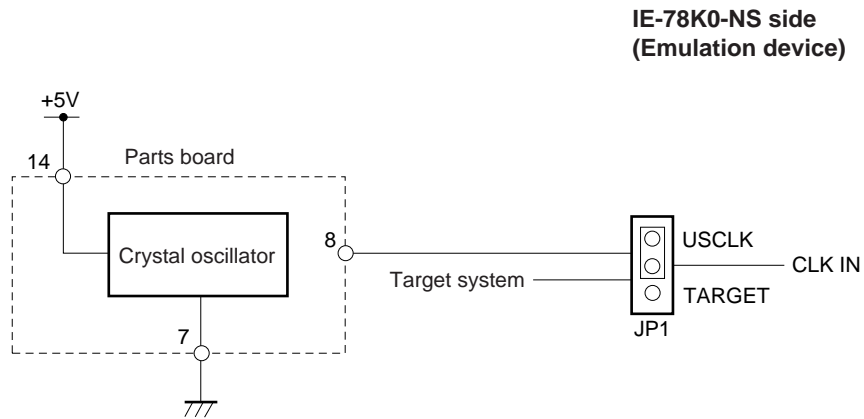 IE-78K0-NS side
(Emulation device)
+5V
14
Parts board
Crystal oscillator
8
USCLK
Target system
CLK IN
TARGET
7
JP1